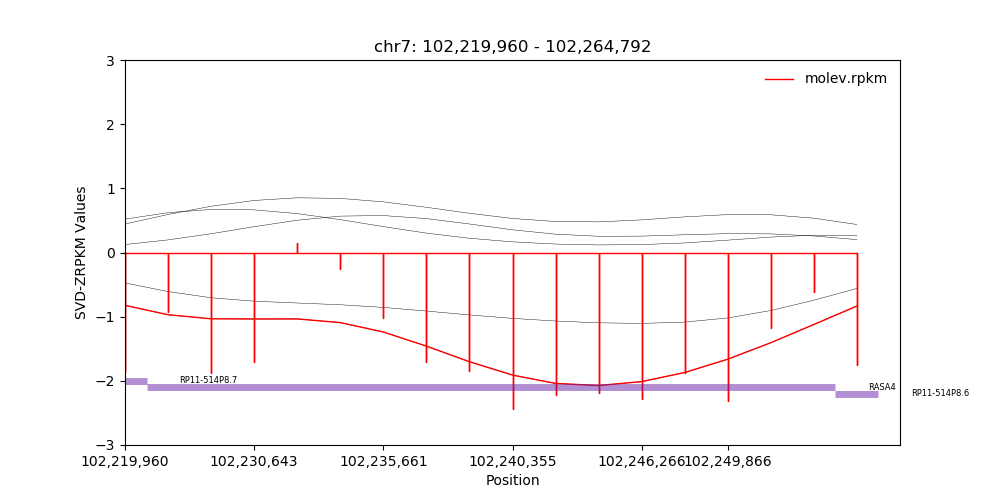 chr7: 102,219,960 - 102,264,792
molev.rpkm
SVD-ZRPKM Values
3
2
1
0
−1
−2
−3
RP11-514P8.7
RASA4
RP11-514P8.6
102,219,960
102,230,643
102,235,661
102,240,355
102,246,266
102,249,866
Position